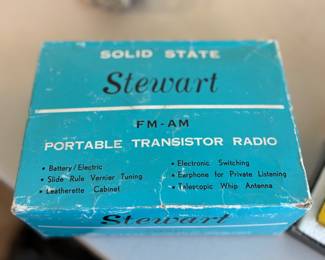 SOLID STATE
Stewart
FM-AM
PORTABLE TRANSISTOR RADIO
• Battery/Electric
• Slide Rule Vernier Tuning
• Leatherette Cabinet
• Electronic Switching
• Earphone for Private Listening
• Telescopic Whip Antenna
Stewart